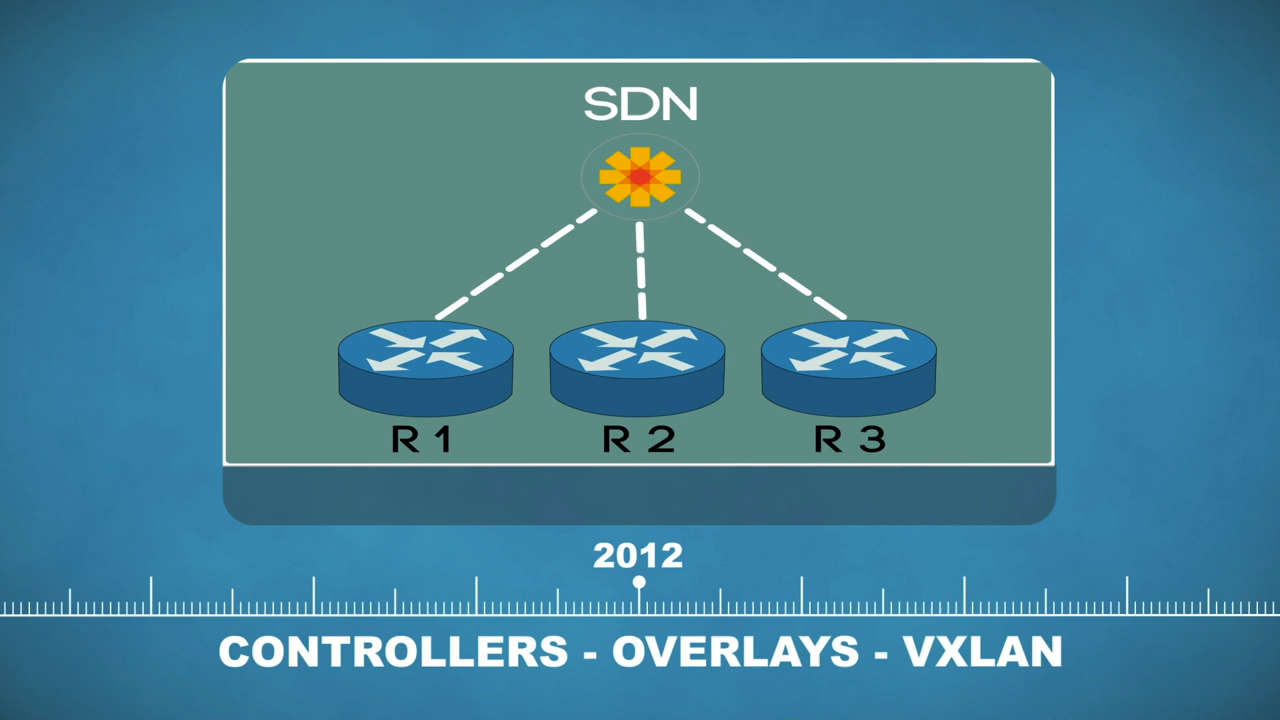 SDN
R 1 R 2 R 3
2012
CONTROLLERS - OVERLAYS - VXLAN